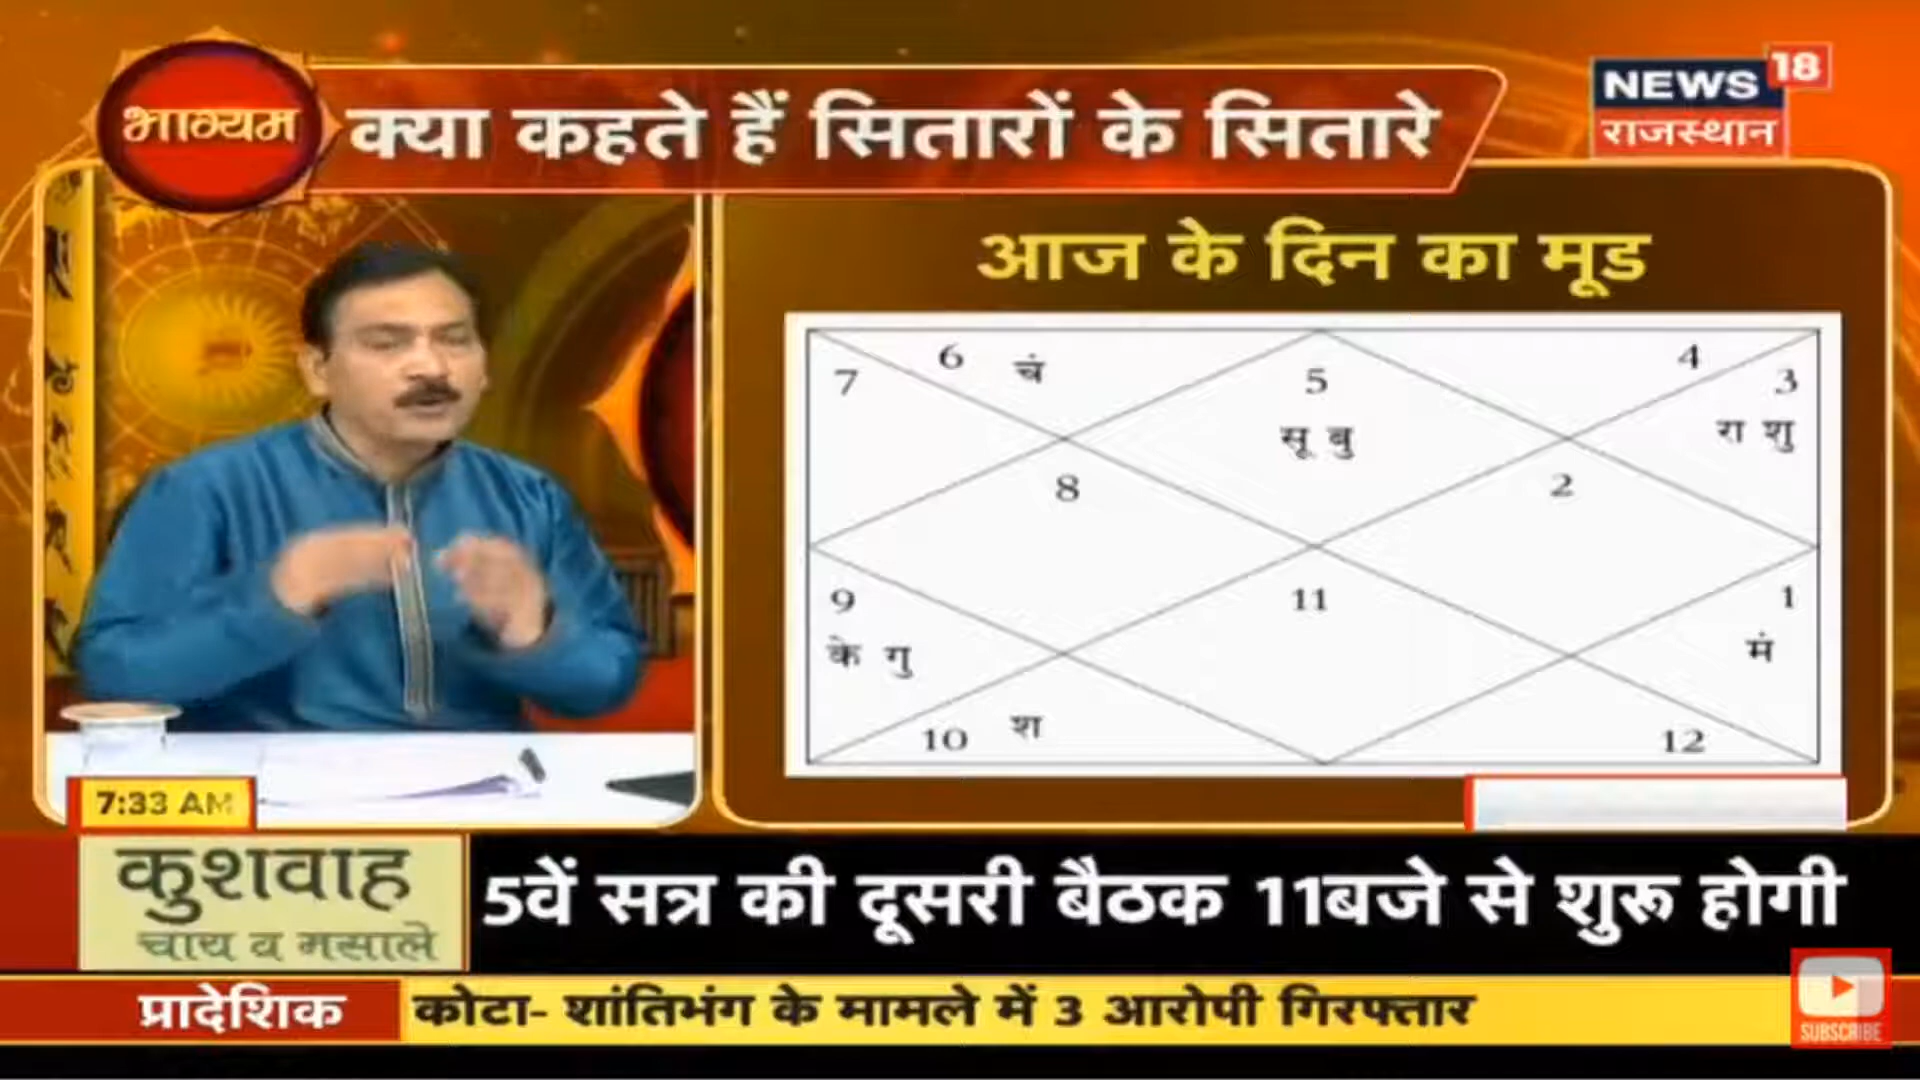 भाग्यम
क्या कहते हैं सितारों के सितारे
NEWS 18
राजस्थान
आज के दिन का मूड
7
6 चं
5
सू बु
4
3
रा शु
8
2
9
के गु
11
1
मं
10 श
12
7:33 AM
कुशवाह
चाय व मसाले
5वें सत्र की दूसरी बैठक 11बजे से शुरू होगी
प्रादेशिक
कोटा- शांतिभंग के मामले में 3 आरोपी गिरफ्तार
SUBSCRIBE